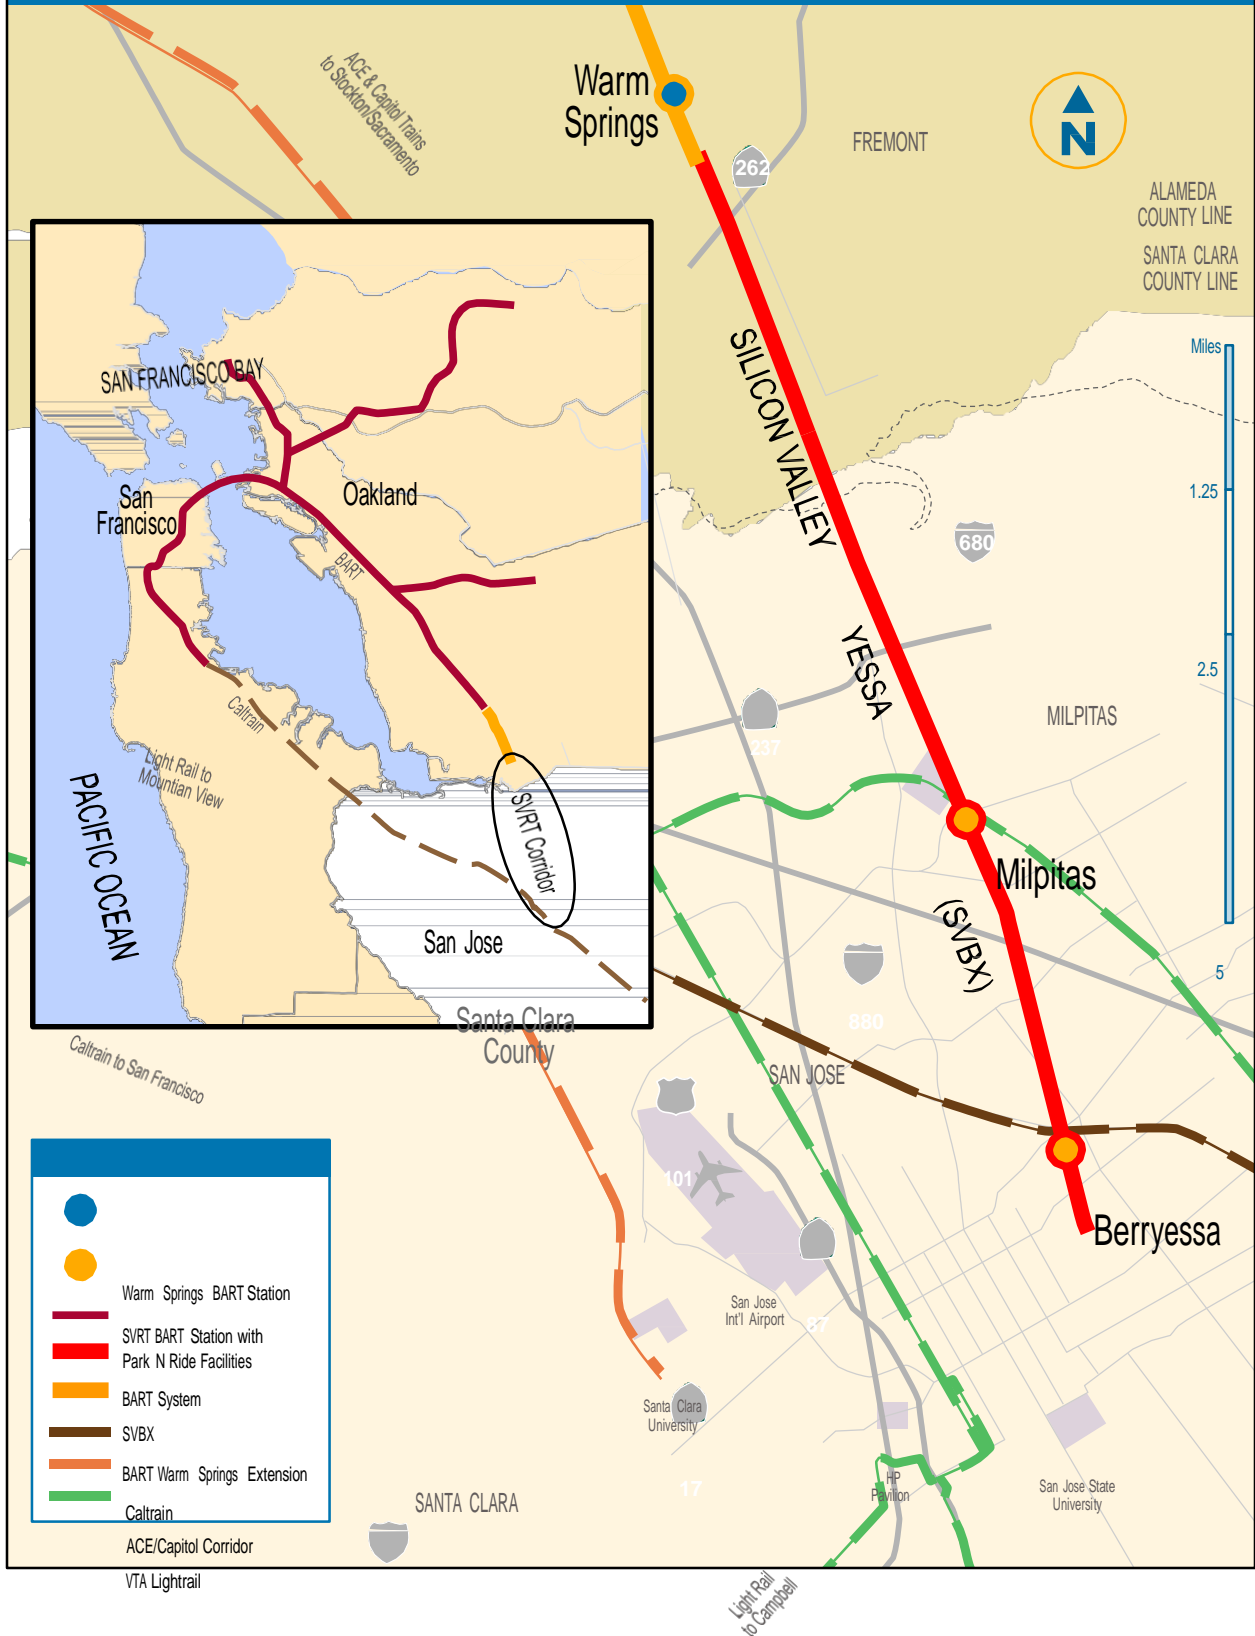 ACE & Capitol Trains
to Stockton/Sacramento
Warm
Springs
262
FREMONT
N
ALAMEDA
COUNTY LINE
SANTA CLARA
COUNTY LINE
Miles
1.25
2.5
5
SILICON VALLEY
YESSA
(SVBX)
680
237
MILPITAS
Milpitas
880
SAN JOSE
Berryessa
SAN FRANCISCO BAY
San
Francisco
Oakland
BART
Caltrain
Light Rail to
Mountian View
PACIFIC OCEAN
SVRT Corridor
San Jose
Santa Clara
County
Caltrain to San Francisco
101
San Jose
Int'l Airport
87
Santa Clara
University
17
HP
Pavilion
San Jose State
University
SANTA CLARA
Light Rail
to Campbell
Warm Springs BART Station
SVRT BART Station with
Park N Ride Facilities
BART System
SVBX
BART Warm Springs Extension
Caltrain
ACE/Capitol Corridor
VTA Lightrail